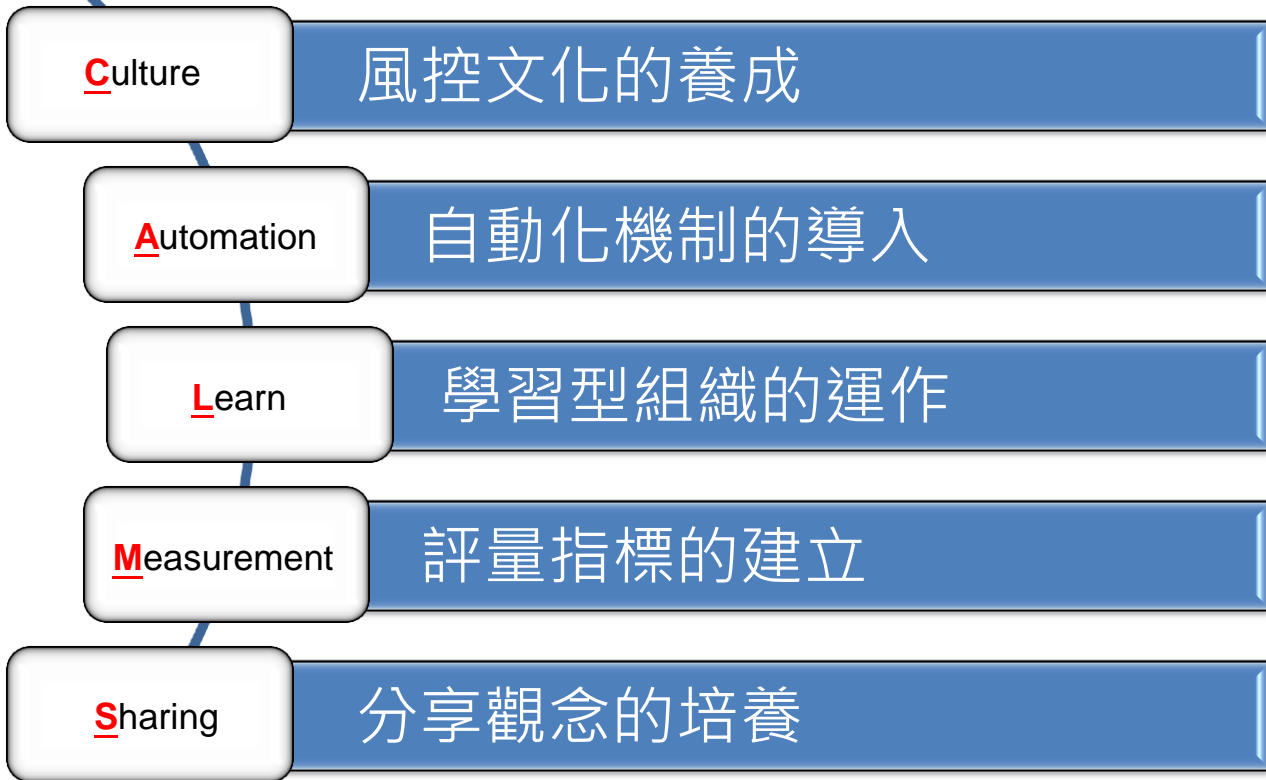 Culture
風控文化的養成
Automation
自動化機制的導入
Learn
學習型組織的運作
Measurement
評量指標的建立
Sharing
分享觀念的培養